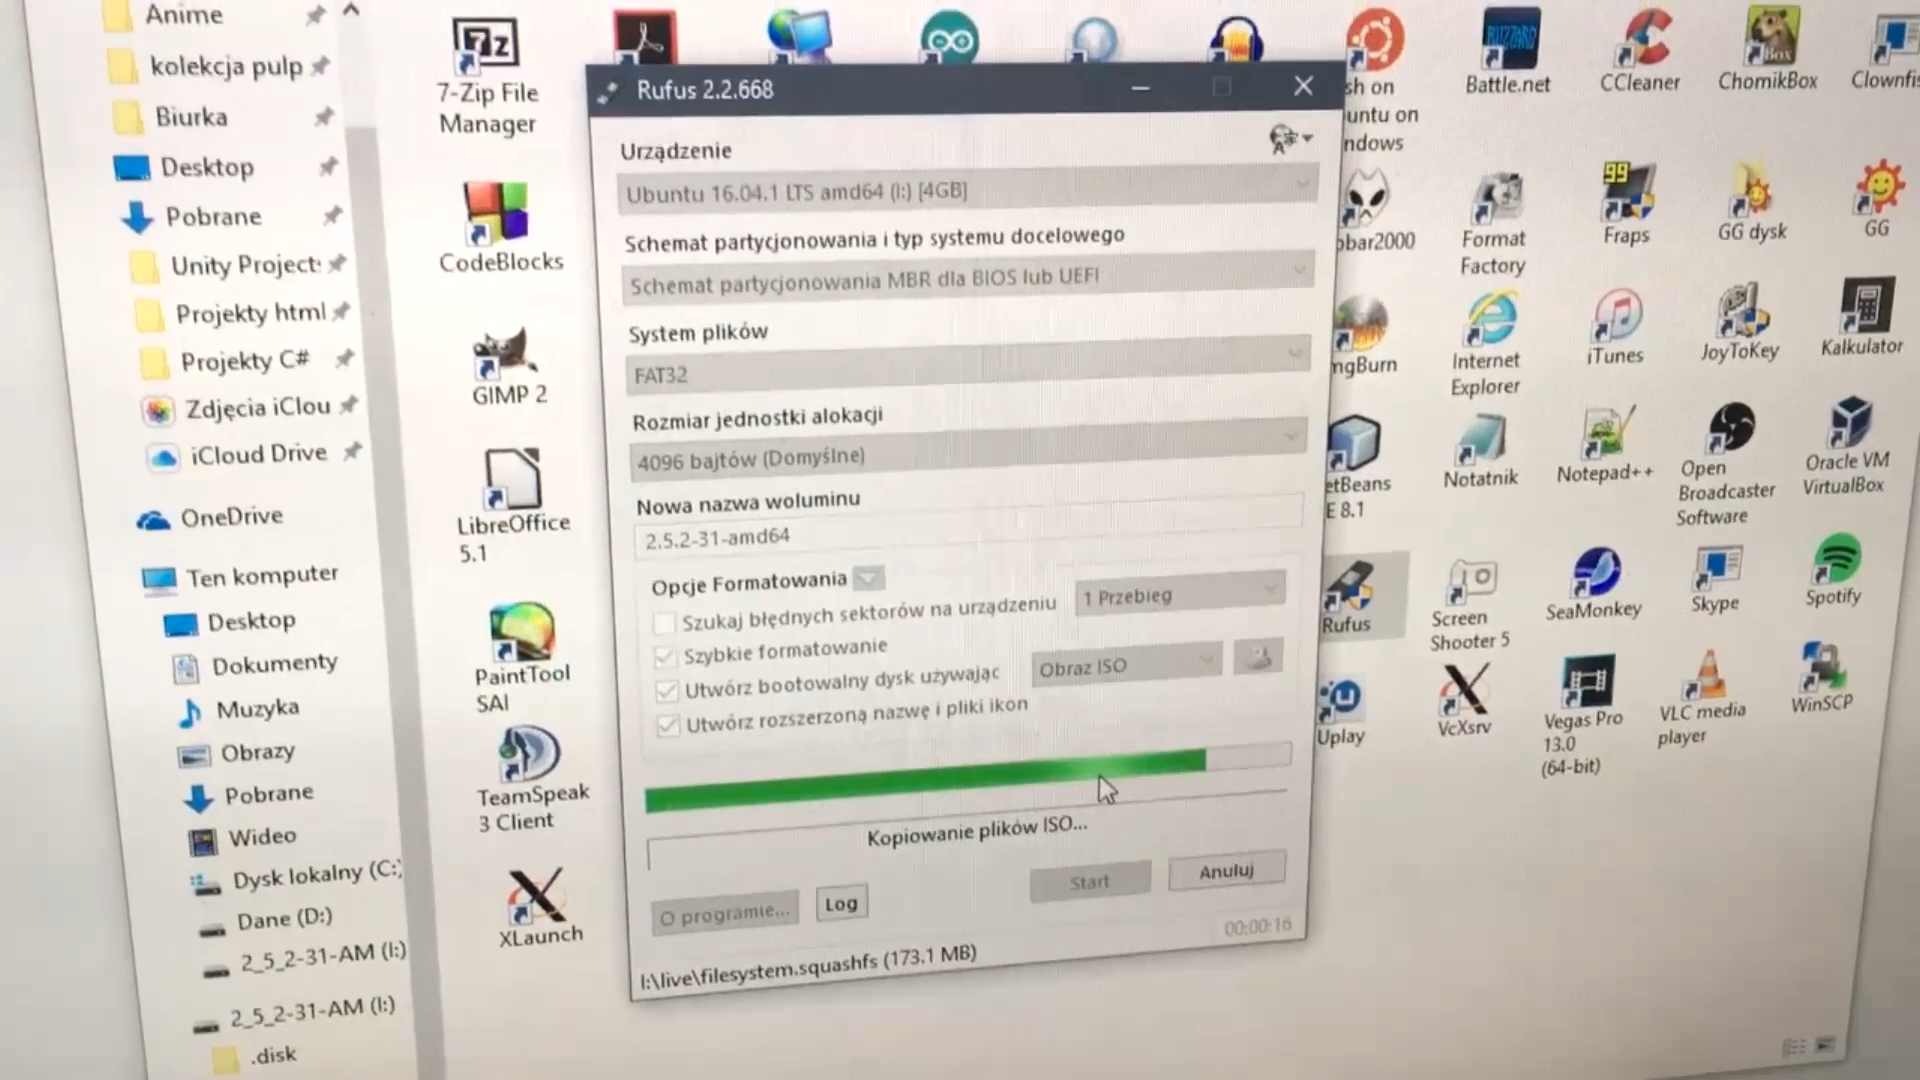 Anime
kolekcja pulp
Biurka
Desktop
Pobrane
Unity Project
Projekty html
Projekty C#
Zdjęcia iClou
iCloud Drive
OneDrive
Ten komputer
Desktop
Dokumenty
Muzyka
Obrazy
Pobrane
Wideo
Dysk lokalny (C:)
Dane (D:)
2_5_2-31-AM (I:)
2_5_2-31-AM (I:)
.disk
7-Zip File
Manager
CodeBlocks
GIMP 2
LibreOffice
5.1
PaintTool
SAI
TeamSpeak
3 Client
XLaunch
Rufus 2.2.668
Urządzenie
Ubuntu 16.04.1 LTS amd64 (I:) [4GB]
Schemat partycjonowania i typ systemu docelowego
Schemat partycjonowania MBR dla BIOS lub UEFI
System plików
FAT32
Rozmiar jednostki alokacji
4096 bajtów (Domyślne)
Nowa nazwa woluminu
2.5.2-31-amd64
Opcje Formatowania
Szukaj błędnych sektorów na urządzeniu
1 Przebieg
Szybkie formatowanie
Utwórz bootowalny dysk używając
Obraz ISO
Utwórz rozszerzoną nazwę i pliki ikon
Kopiowanie plików ISO...
O programie...
Log
Start
Anuluj
00:00:16
I:\live\filesystem.squashfs (173.1 MB)
sh on
untu on
ndows
BLIZZARD
Battle.net
CCleaner
Box
ChomikBox
Clownfis
obar2000
Format
Factory
99
Fraps
GG dysk
GG
ngBurn
Internet
Explorer
iTunes
JoyToKey
Kalkulator
etBeans
E 8.1
Notatnik
Notepad++
Open
Broadcaster
Software
Oracle VM
VirtualBox
Rufus
Screen
Shooter 5
SeaMonkey
Skype
Spotify
Uplay
VcXsrv
Vegas Pro
13.0
(64-bit)
VLC media
player
WinSCP